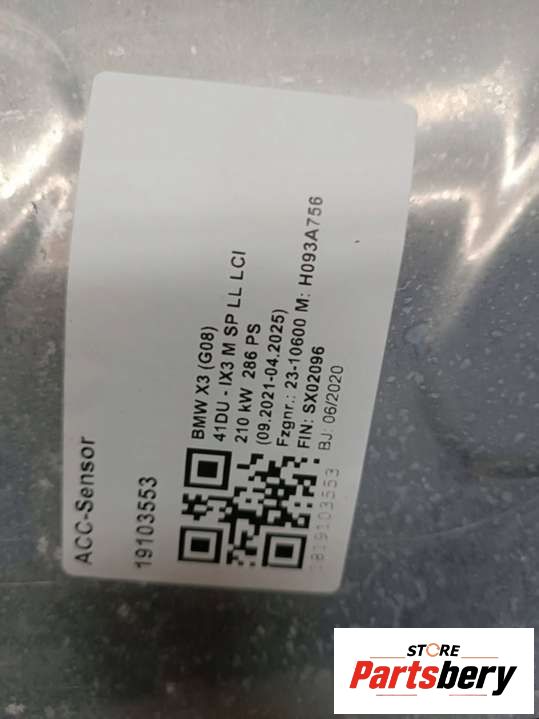 ACC-Sensor
19103553
BMW X3 (G08)
41DU - IX3 M SP LL LCI
210 kW 286 PS
(09.2021-04.2025)
Fzgnr.: 23-10600 M: H093A756
FIN: SX02096
BJ: 06/2020
1819103553
STORE
Partsbery